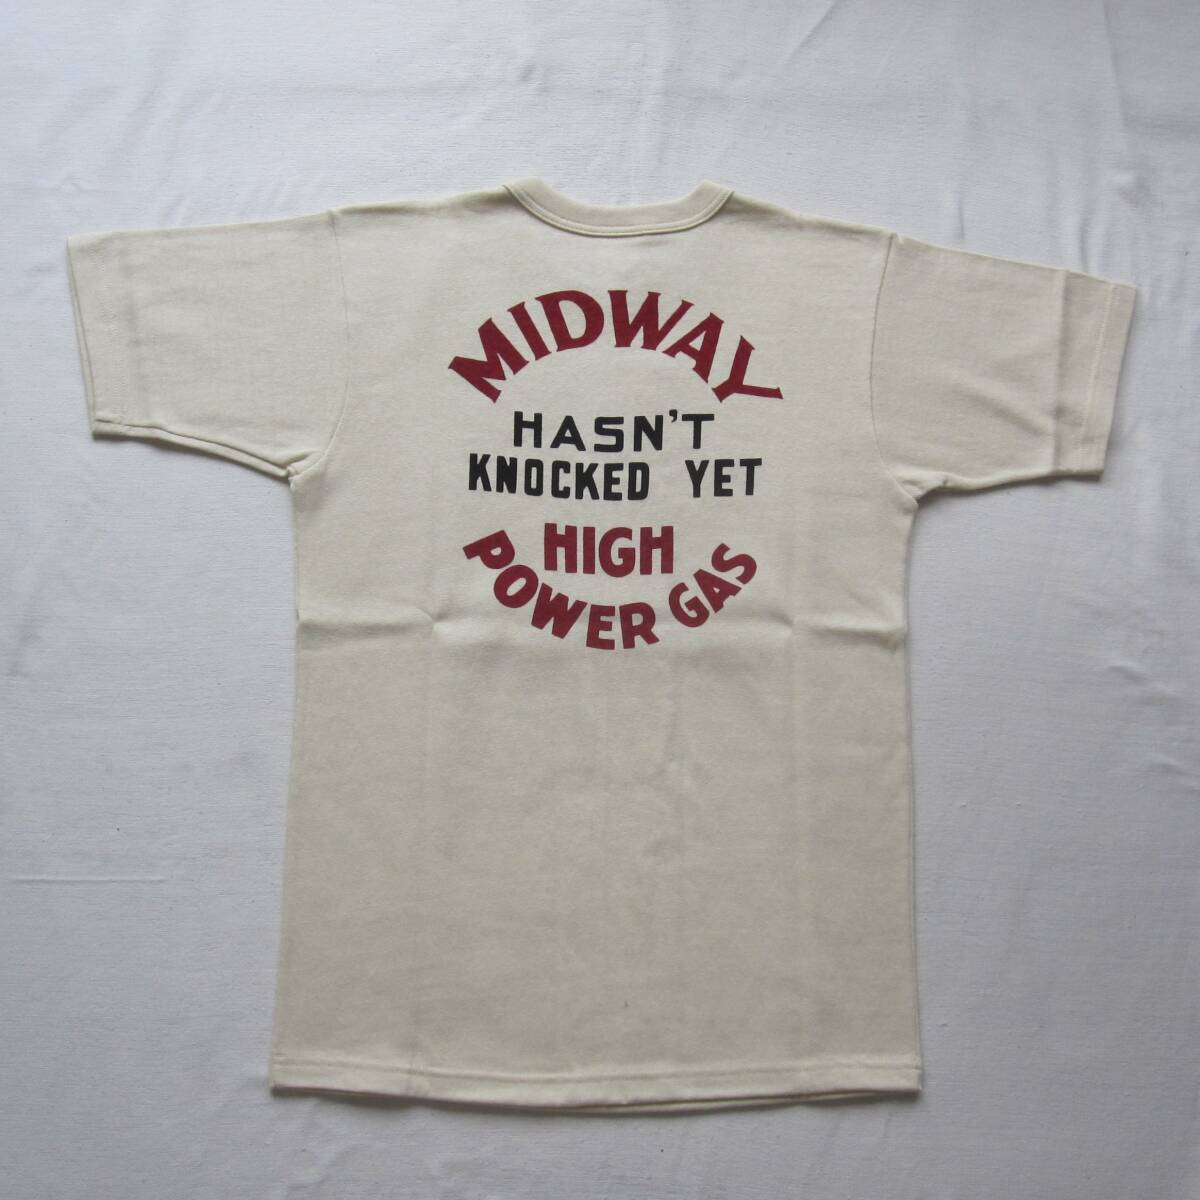 MIDWAY
HASN'T
KNOCKED YET
HIGH
POWER GAS